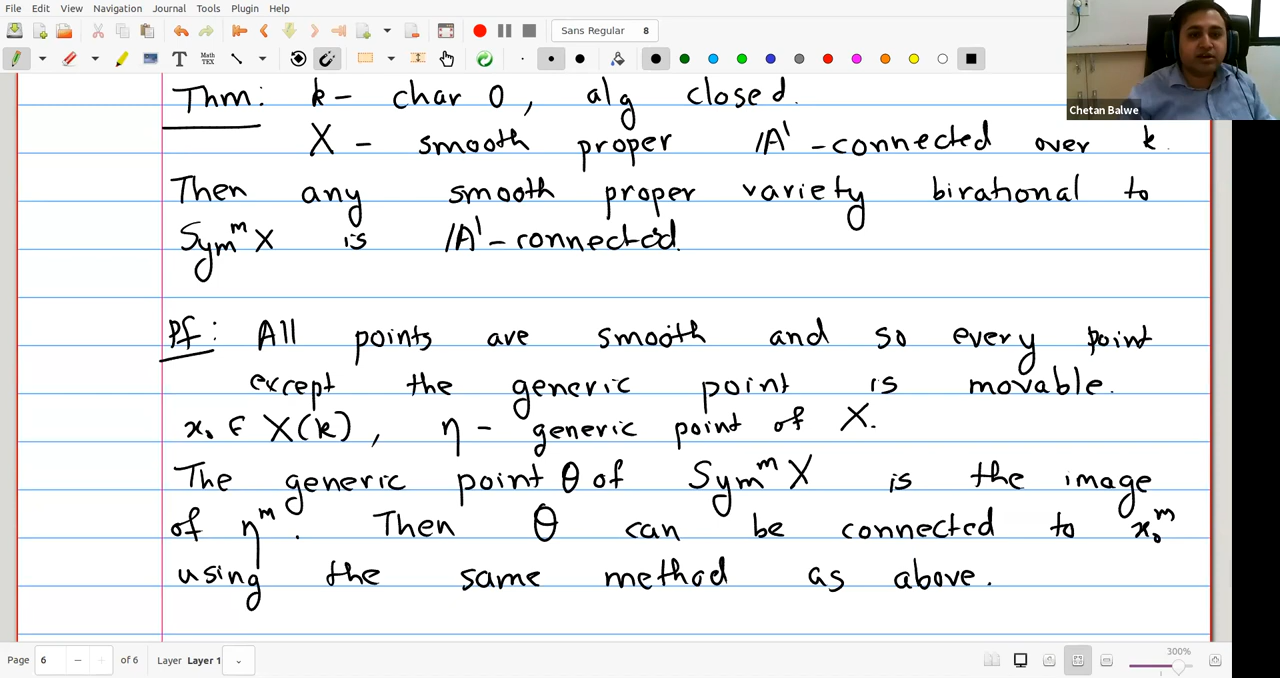 File Edit View Navigation Journal Tools Plugin Help
Sans Regular 8
Thm: k - char 0, alg closed.
X - smooth proper /A¹ - connected over k.
Then any smooth proper variety birational to
Symᵐ X is /A¹ - connected.
Pf: All points are smooth and so every point
except the generic point is movable.
x₀ ∈ X(k), η - generic point of X.
The generic point θ of Symᵐ X is the image
of ηᵐ. Then θ can be connected to x₀ᵐ
using the same method as above.
Chetan Balwe
Page 6 of 6 Layer Layer 1
300%